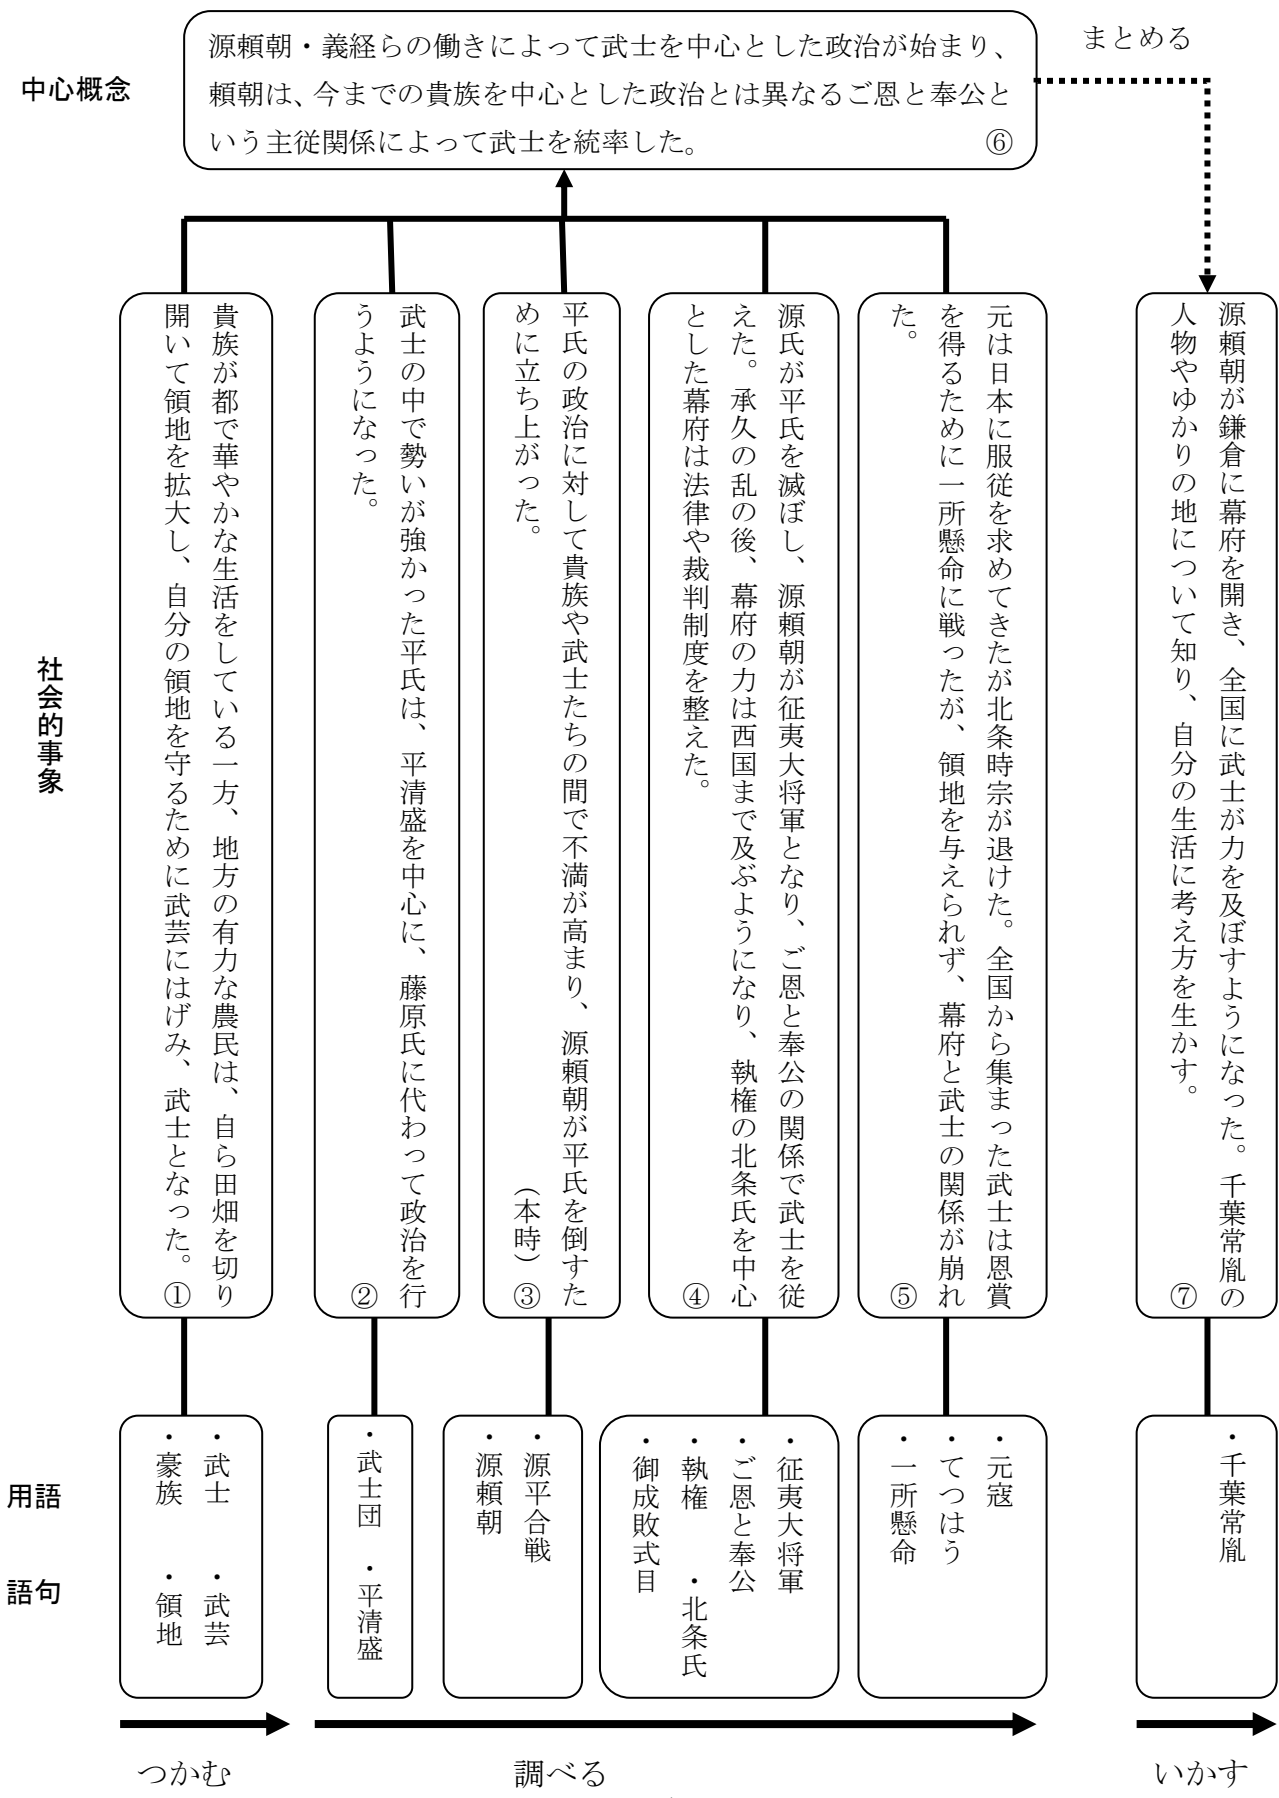 まとめる
中心概念
源頼朝・義経らの働きによって武士を中心とした政治が始まり、
頼朝は、今までの貴族を中心とした政治とは異なるご恩と奉公と
いう主従関係によって武士を統率した。 ⑥
社会的事象
貴族が都で華やかな生活をしている一方、地方の有力な農民は、自ら田畑を切り
開いて領地を拡大し、自分の領地を守るために武芸にはげみ、武士となった。①
武士の中で勢いが強かった平氏は、平清盛を中心に、藤原氏に代わって政治を行
うようになった。 ②
平氏の政治に対して貴族や武士たちの間で不満が高まり、源頼朝が平氏を倒すた
めに立ち上がった。 (本時)③
源氏が平氏を滅ぼし、源頼朝が征夷大将軍となり、ご恩と奉公の関係で武士を従
えた。承久の乱の後、幕府の力は西国まで及ぶようになり、執権の北条氏を中心
とした幕府は法律や裁判制度を整えた。 ④
元は日本に服従を求めてきたが北条時宗が退けた。全国から集まった武士は恩賞
を得るために一所懸命に戦ったが、領地を与えられず、幕府と武士の関係が崩れ
た。 ⑤
源頼朝が鎌倉に幕府を開き、全国に武士が力を及ぼすようになった。千葉常胤の
人物やゆかりの地について知り、自分の生活に考え方を生かす。 ⑦
用語
語句
・武士 ・武芸
・豪族 ・領地
・武士団 ・平清盛
・源平合戦
・源頼朝
・征夷大将軍
・ご恩と奉公
・執権 ・北条氏
・御成敗式目
・元寇
・てつはう
・一所懸命
・千葉常胤
つかむ
調べる
いかす